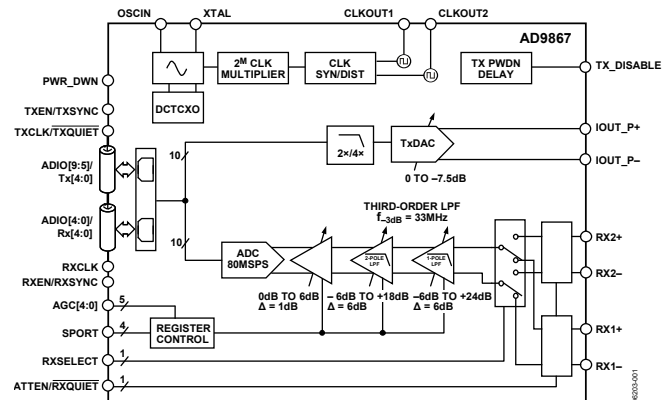 OSCIN
XTAL
CLKOUT1
CLKOUT2
AD9867
PWR_DWN
2M CLK
MULTIPLIER
CLK
SYN/DIST
TX PWDN
DELAY
TX_DISABLE
DCTCXO
TXEN/TXSYNC
TXCLK/TXQUIET
ADIO[9:5]/
Tx[4:0]
10
2×/4×
TxDAC
IOUT_P+
IOUT_P–
0 TO –7.5dB
ADIO[4:0]/
Rx[4:0]
10
THIRD-ORDER LPF
f–3dB = 33MHz
ADC
80MSPS
2-POLE
LPF
1-POLE
LPF
RX2+
RX2–
RXCLK
RXEN/RXSYNC
0dB TO 6dB
Δ = 1dB
– 6dB TO +18dB
Δ = 6dB
–6dB TO +24dB
Δ = 6dB
AGC[4:0]
5
SPORT
4
REGISTER
CONTROL
RX1+
RX1–
RXSELECT
1
ATTEN/RXQUIET
1
06203-001